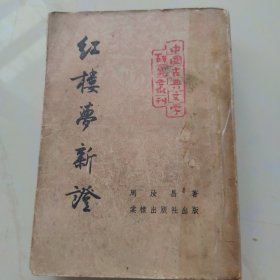 紅樓夢新證
中國古典文學
研究叢刊
周汝昌 著
棠棣出版社出版